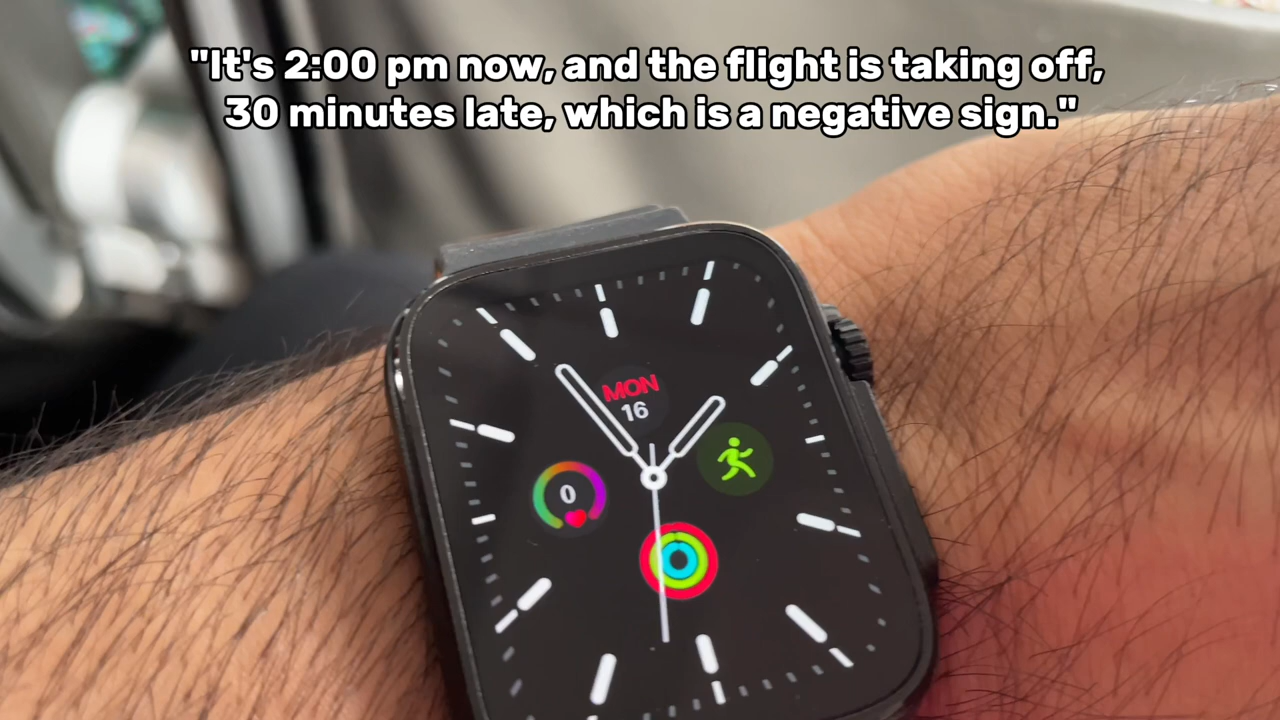 "It's 2:00 pm now, and the flight is taking off,
30 minutes late, which is a negative sign."
MON
16
0